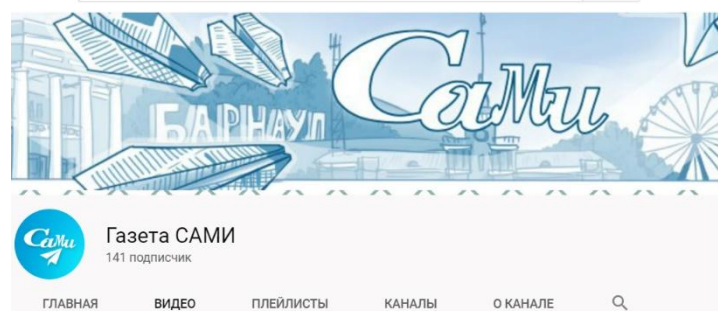 БАРНАУЛ
СаМи
СаМи
Газета САМИ
141 подписчик
ГЛАВНАЯ ВИДЕО ПЛЕЙЛИСТЫ КАНАЛЫ О КАНАЛЕ